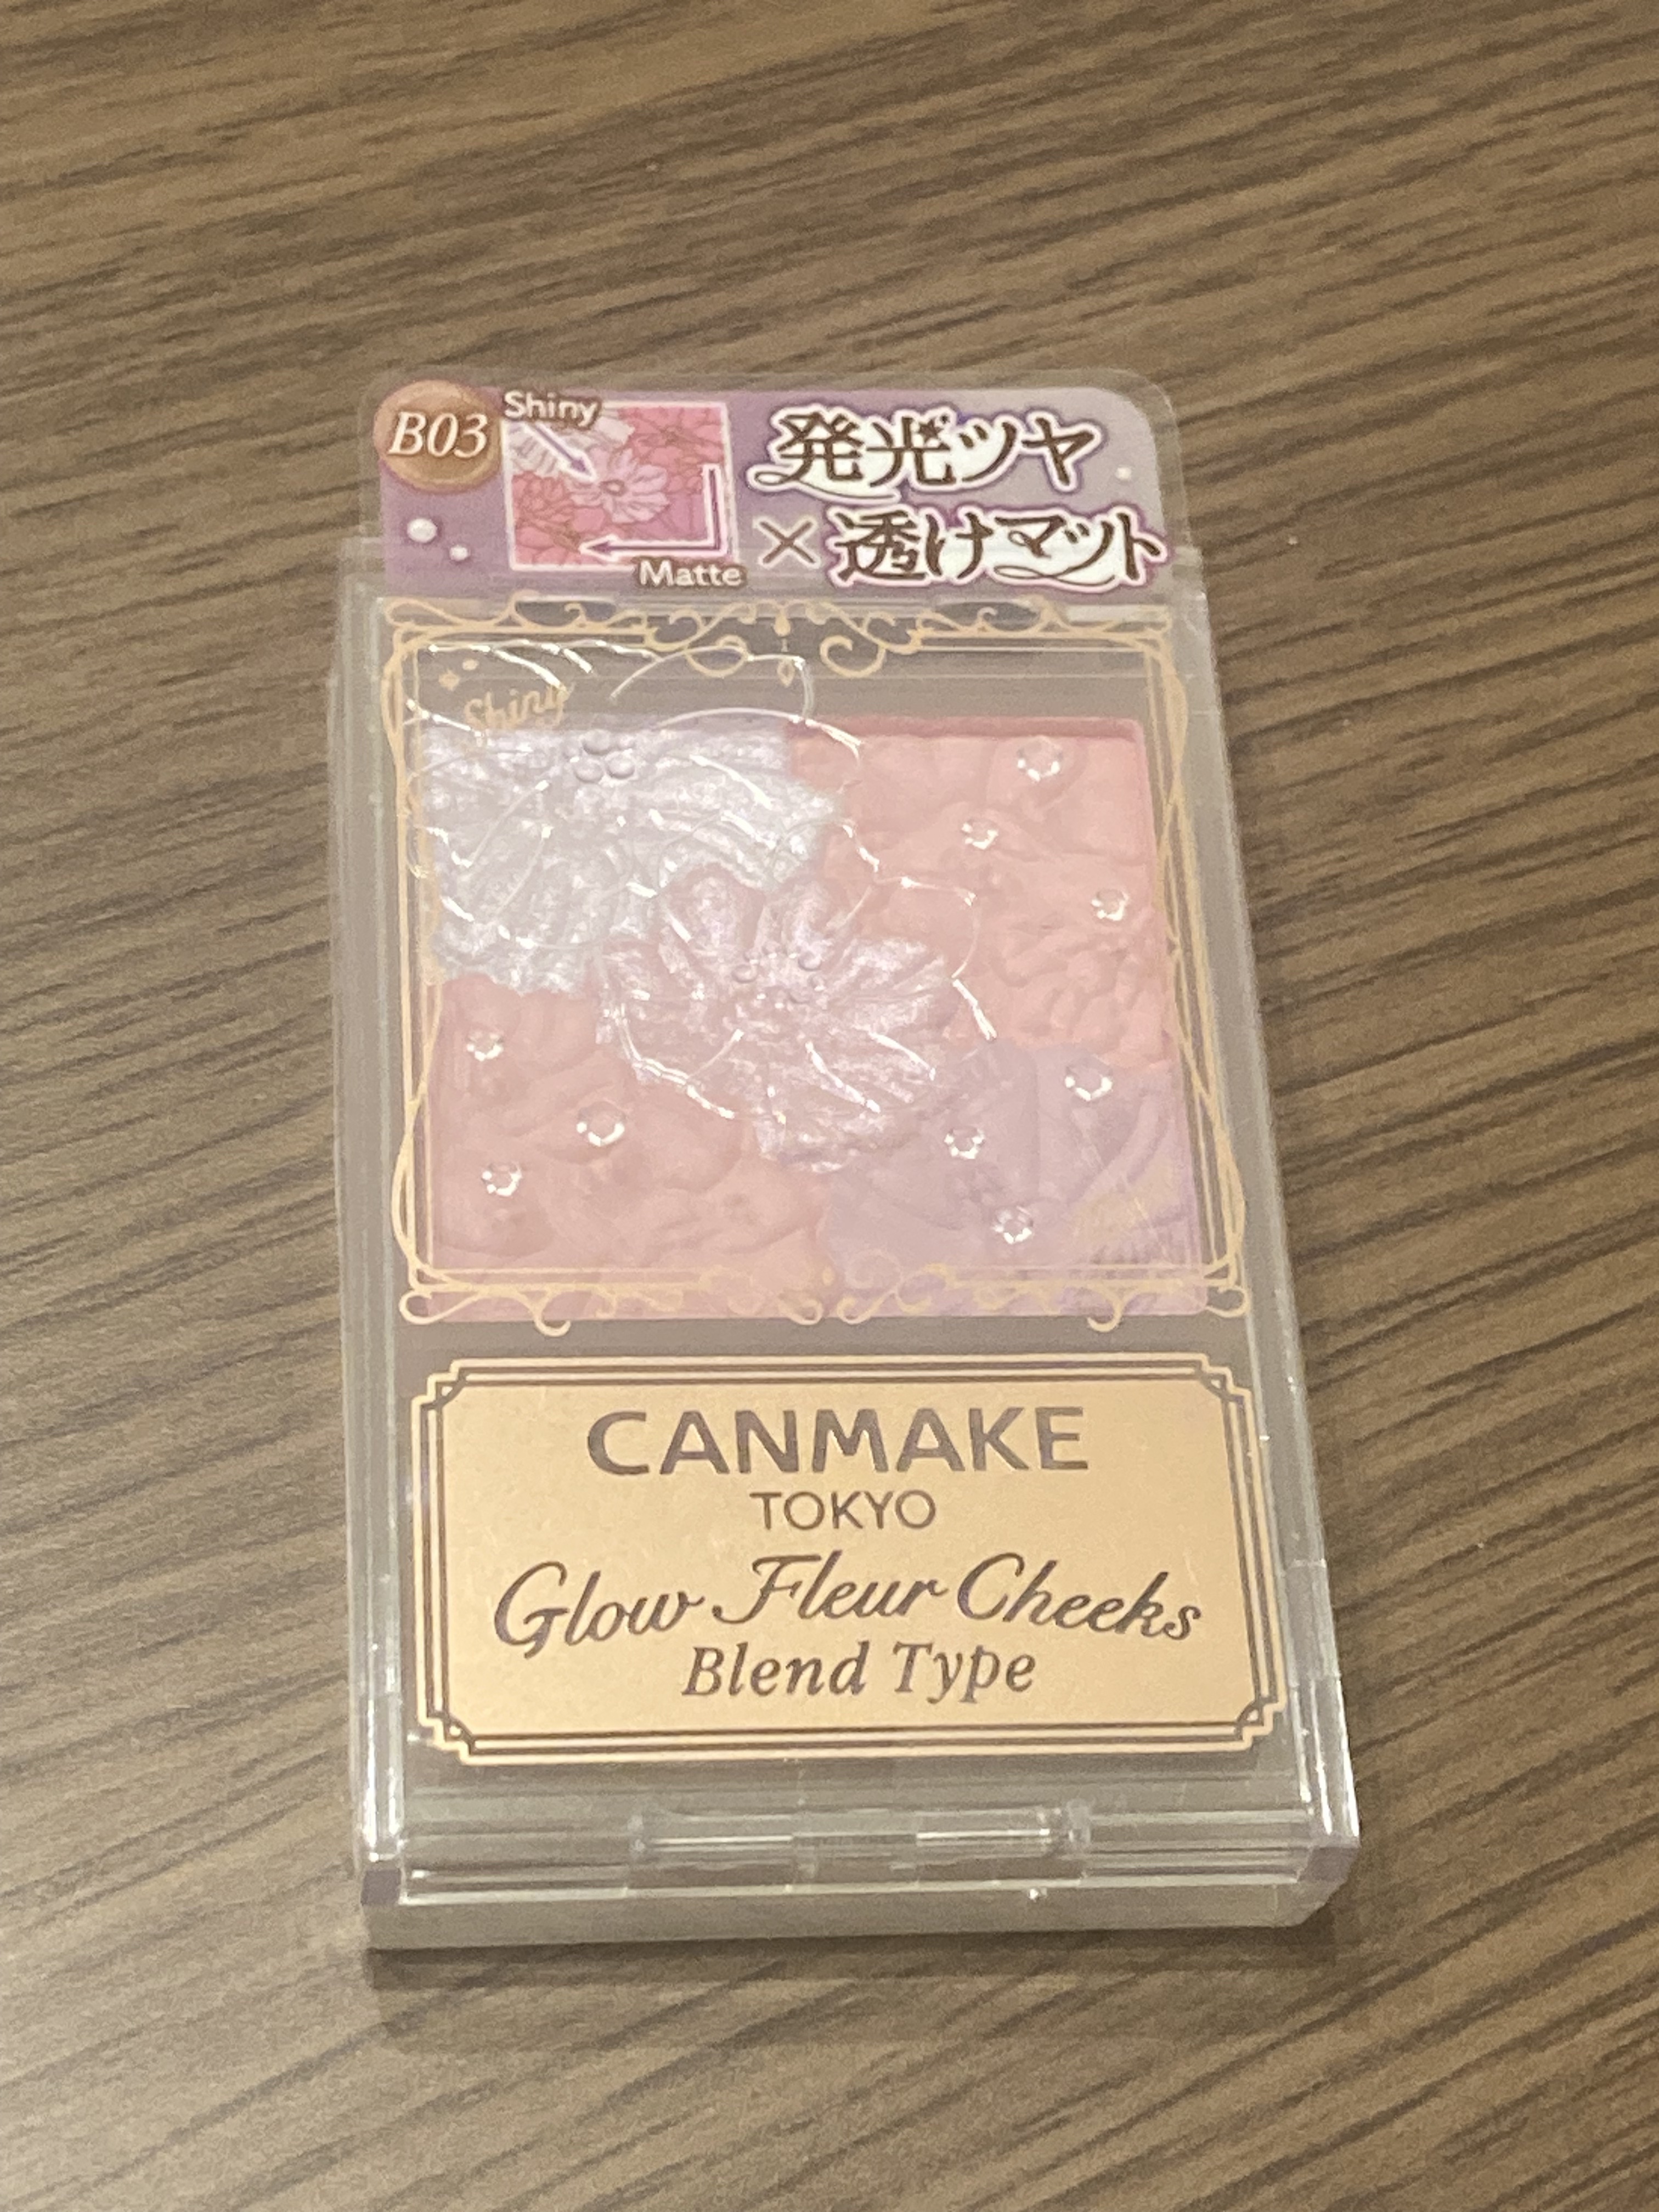 B03
Shiny
Matte
発光ツヤ
×透けマット
Shiny
CANMAKE
TOKYO
Glow Fleur Cheeks
Blend Type